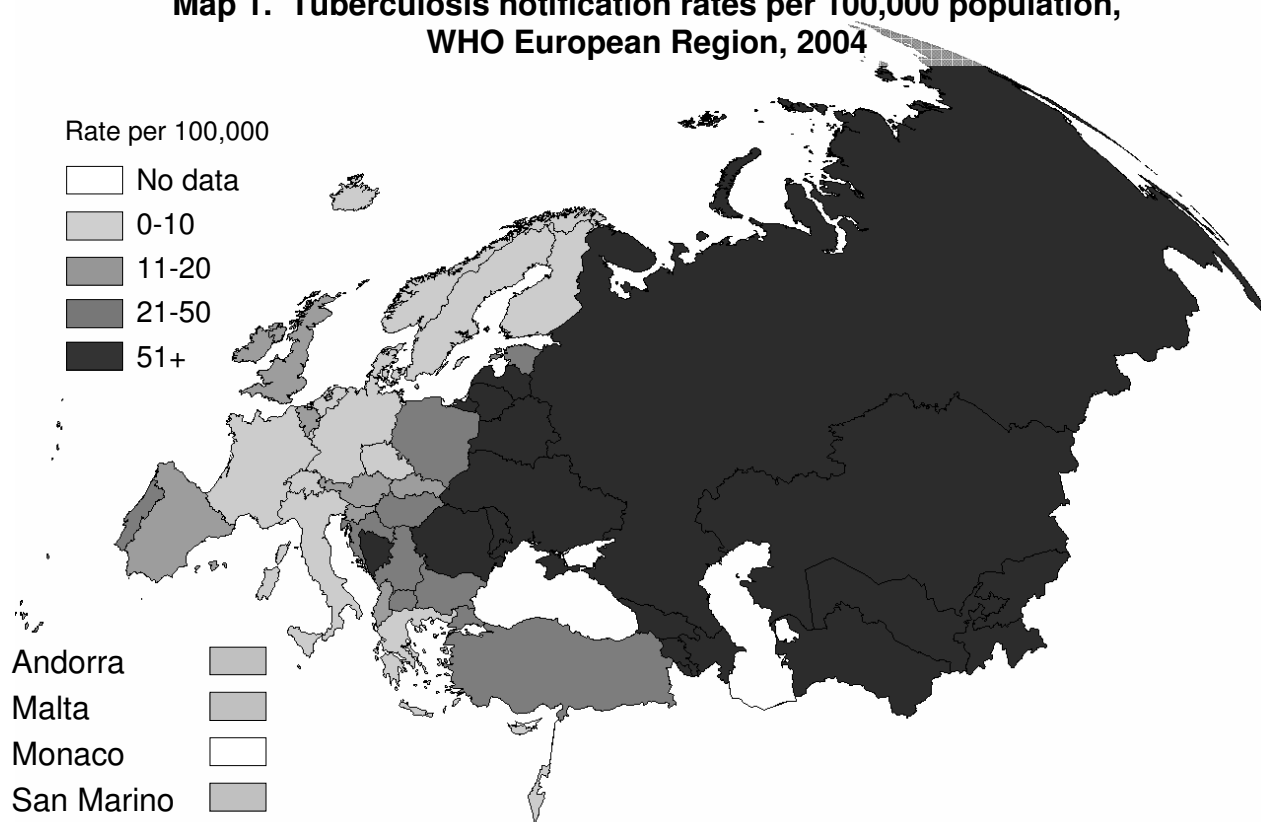 Map 1. Tuberculosis notification rates per 100,000 population,
WHO European Region, 2004
Rate per 100,000
No data
0-10
11-20
21-50
51+
Andorra
Malta
Monaco
San Marino